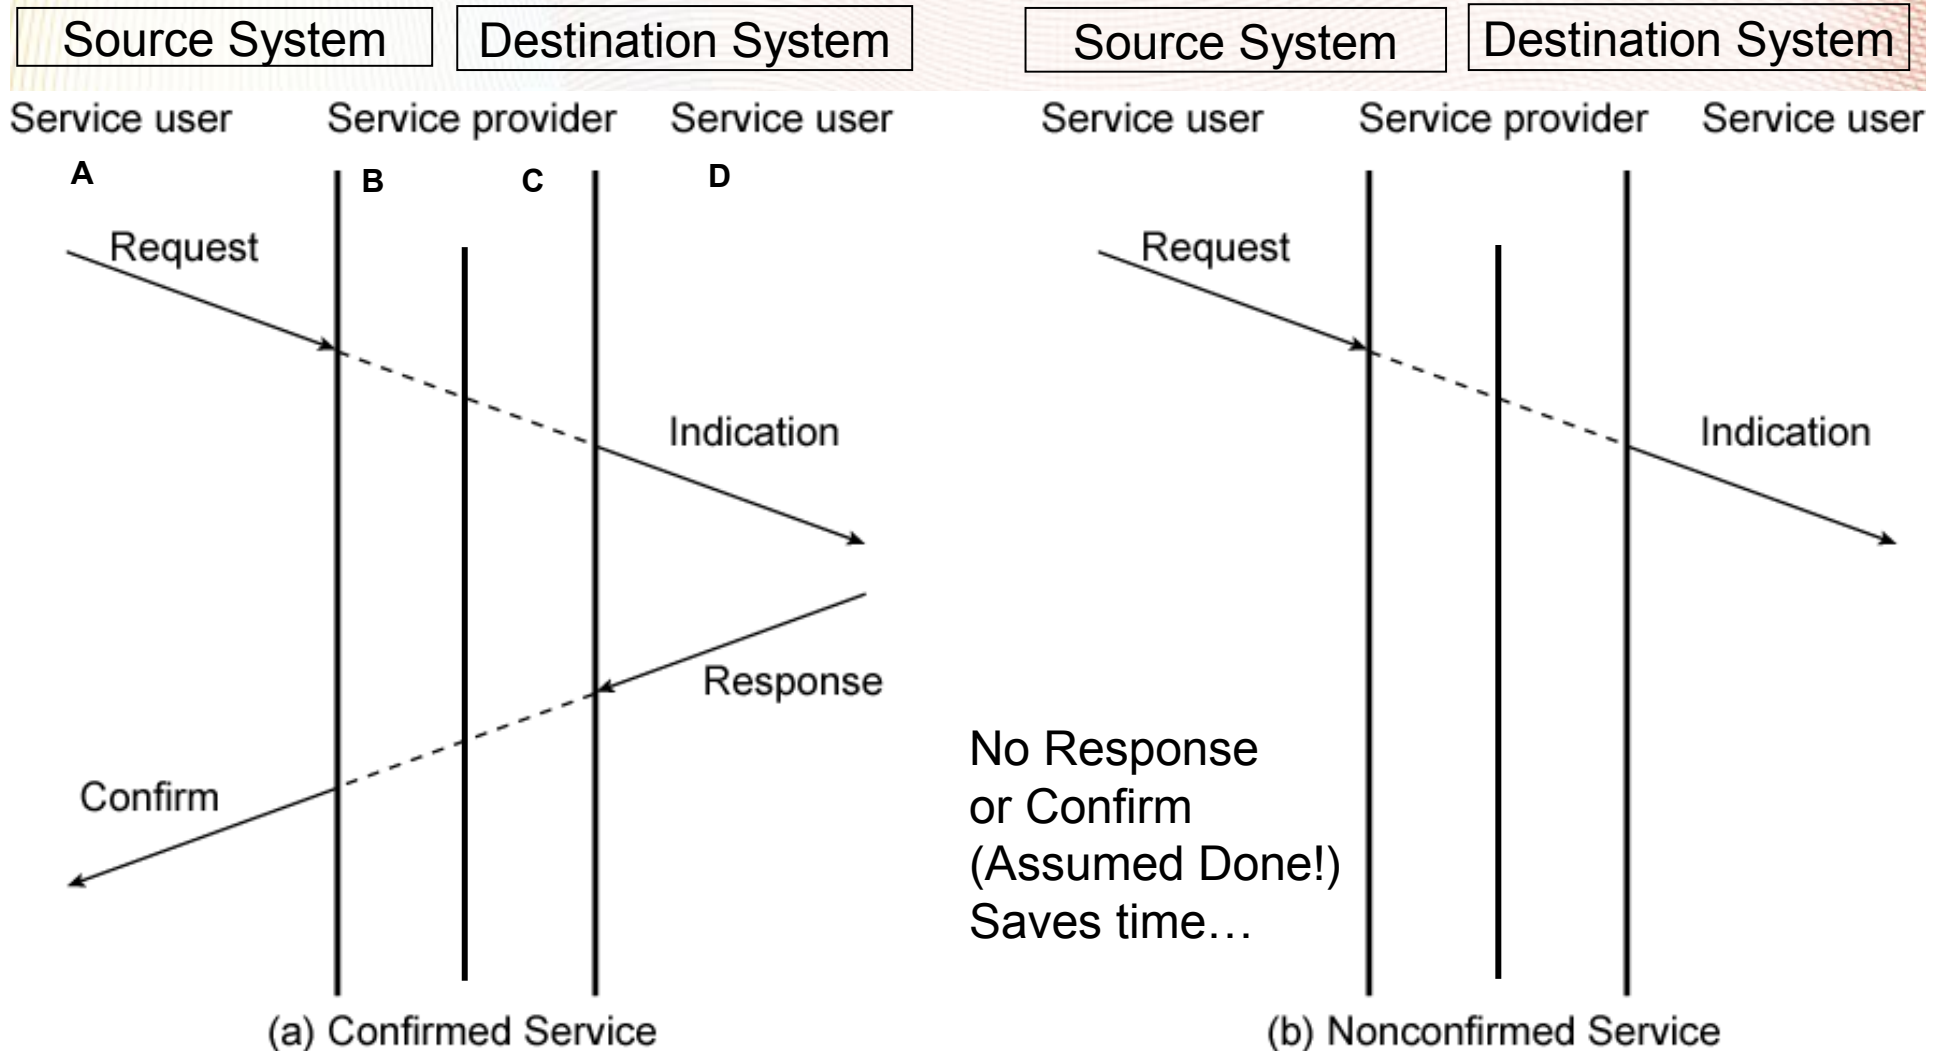 Source System
Destination System
Service user
Service provider
Service user
A
B
C
D
Request
Indication
Response
Confirm
(a) Confirmed Service
Source System
Destination System
Service user
Service provider
Service user
Request
Indication
No Response
or Confirm
(Assumed Done!)
Saves time…
(b) Nonconfirmed Service